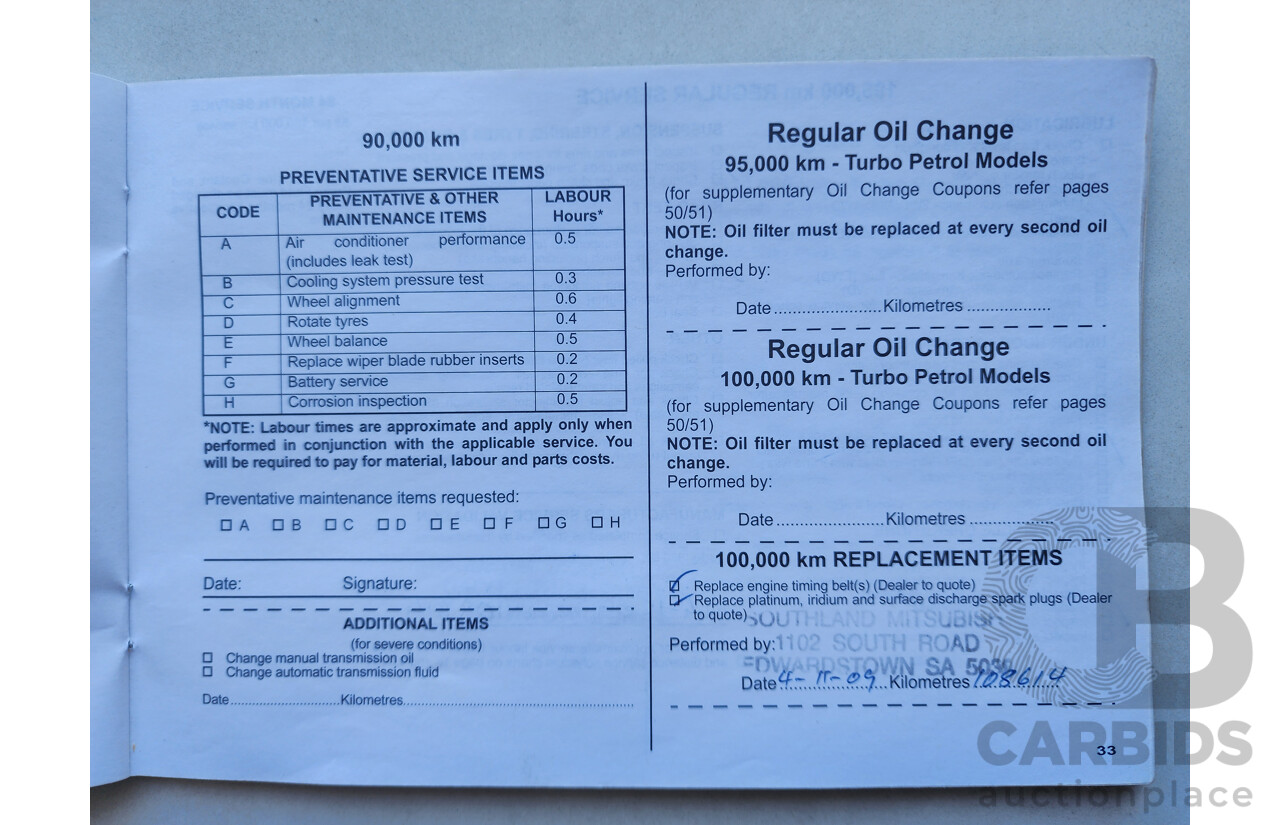 90,000 km
PREVENTATIVE SERVICE ITEMS
CODE PREVENTATIVE & OTHER MAINTENANCE ITEMS LABOUR Hours*
A Air conditioner performance 0.5
(includes leak test)
B Cooling system pressure test 0.3
C Wheel alignment 0.6
D Rotate tyres 0.4
E Wheel balance 0.5
F Replace wiper blade rubber inserts 0.2
G Battery service 0.2
H Corrosion inspection 0.5
*NOTE: Labour times are approximate and apply only when
performed in conjunction with the applicable service. You
will be required to pay for material, labour and parts costs.
Preventative maintenance items requested:
☐ A ☐ B ☐ C ☐ D ☐ E ☐ F ☐ G ☐ H
Date: Signature:
ADDITIONAL ITEMS
(for severe conditions)
☐ Change manual transmission oil
☐ Change automatic transmission fluid
Date..........................Kilometres......................................................
Regular Oil Change
95,000 km - Turbo Petrol Models
(for supplementary Oil Change Coupons refer pages
50/51)
NOTE: Oil filter must be replaced at every second oil
change.
Performed by:
Date.......................Kilometres ..................
Regular Oil Change
100,000 km - Turbo Petrol Models
(for supplementary Oil Change Coupons refer pages
50/51)
NOTE: Oil filter must be replaced at every second oil
change.
Performed by:
Date.......................Kilometres ..................
100,000 km REPLACEMENT ITEMS
☑ Replace engine timing belt(s) (Dealer to quote)
☑ Replace platinum, iridium and surface discharge spark plugs (Dealer
to quote)
SOUTHLAND MITSUBISHI
Performed by: 1102 SOUTH ROAD
EDWARDSTOWN SA 5039
Date 4-11-09 Kilometres 108614
33
CARBIDS
auctionplace